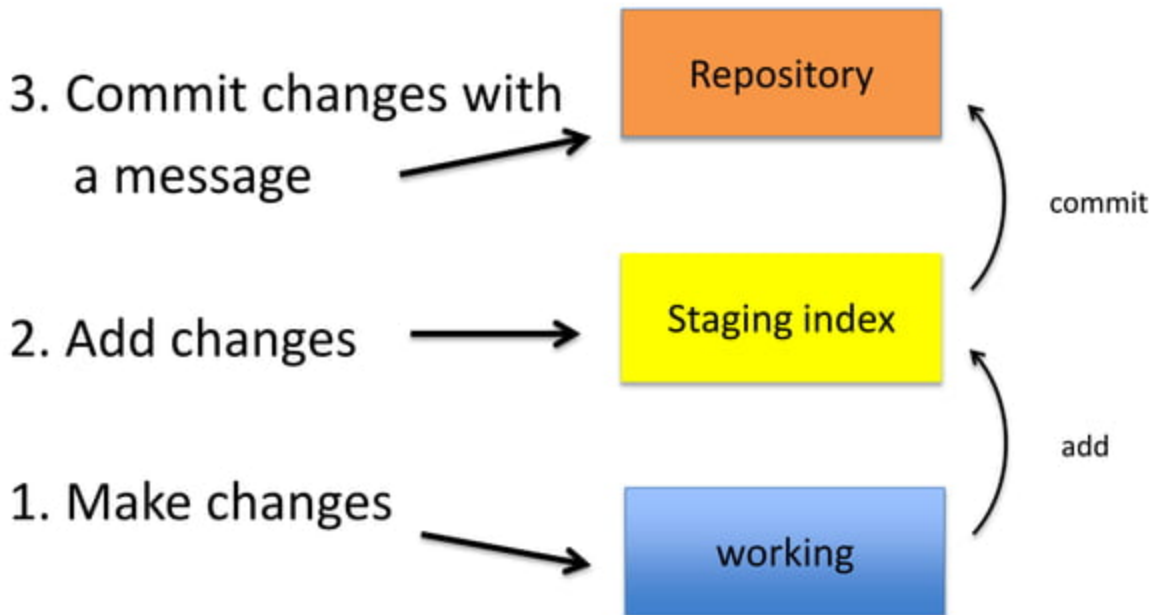 3. Commit changes with
a message
Repository
commit
2. Add changes
Staging index
add
1. Make changes
working